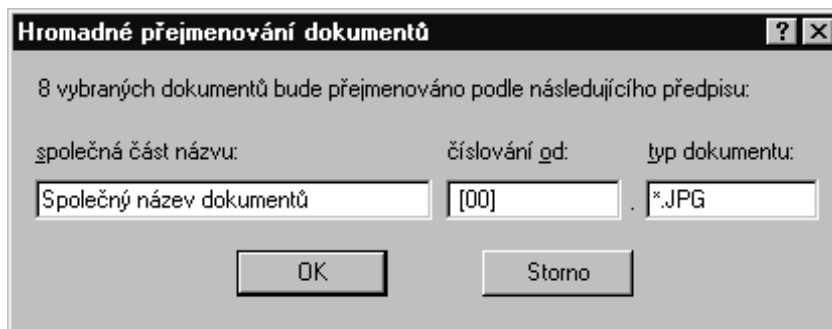 Hromadné přejmenování dokumentů
8 vybraných dokumentů bude přejmenováno podle následujícího předpisu:
společná část názvu: číslování od: typ dokumentu:
Společný název dokumentů [00] . *.JPG
OK Storno